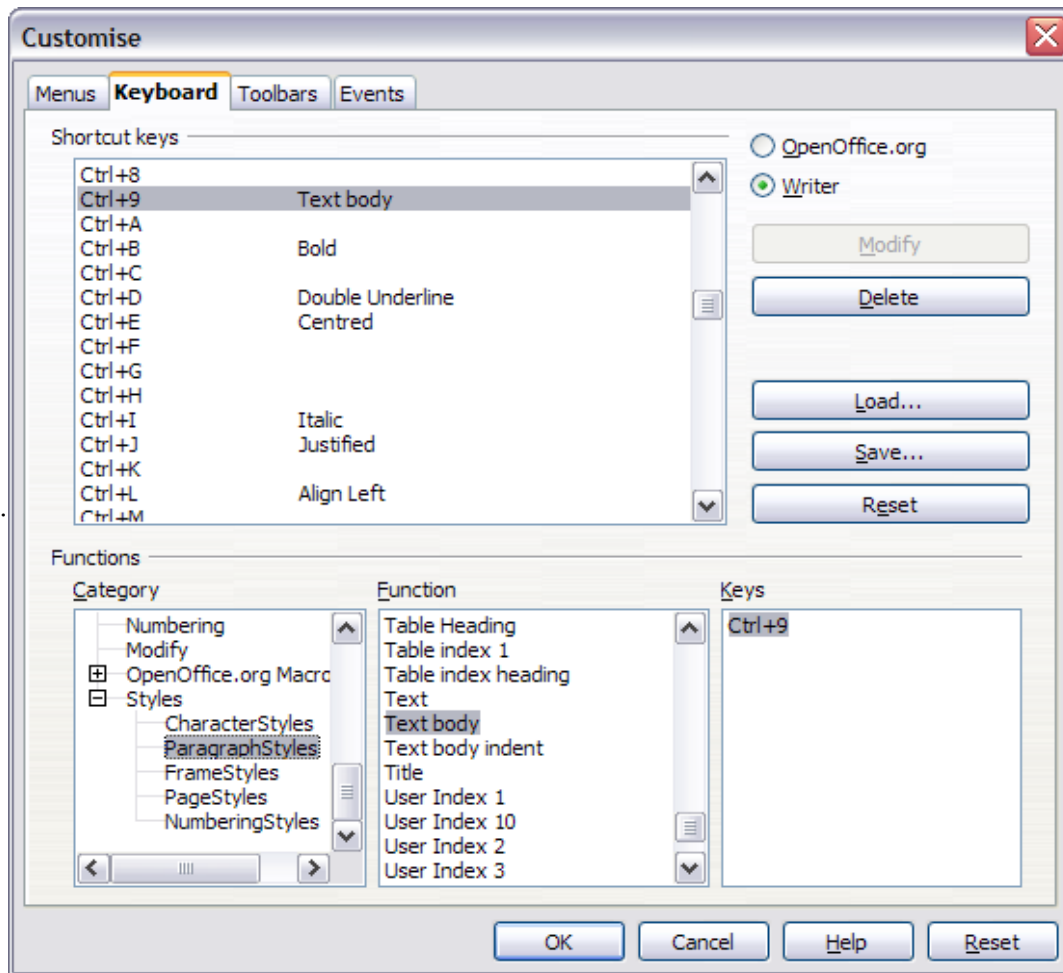 Customise
Menus Keyboard Toolbars Events
Shortcut keys
Ctrl+8
Ctrl+9 Text body
Ctrl+A
Ctrl+B Bold
Ctrl+C
Ctrl+D Double Underline
Ctrl+E Centred
Ctrl+F
Ctrl+G
Ctrl+H
Ctrl+I Italic
Ctrl+J Justified
Ctrl+K
Ctrl+L Align Left
Ctrl+M
OpenOffice.org
Writer
Modify
Delete
Load...
Save...
Reset
.
Functions
Category
Numbering
Modify
OpenOffice.org Macro
Styles
CharacterStyles
ParagraphStyles
FrameStyles
PageStyles
NumberingStyles
Function
Table Heading
Table index 1
Table index heading
Text
Text body
Text body indent
Title
User Index 1
User Index 10
User Index 2
User Index 3
Keys
Ctrl+9
OK Cancel Help Reset